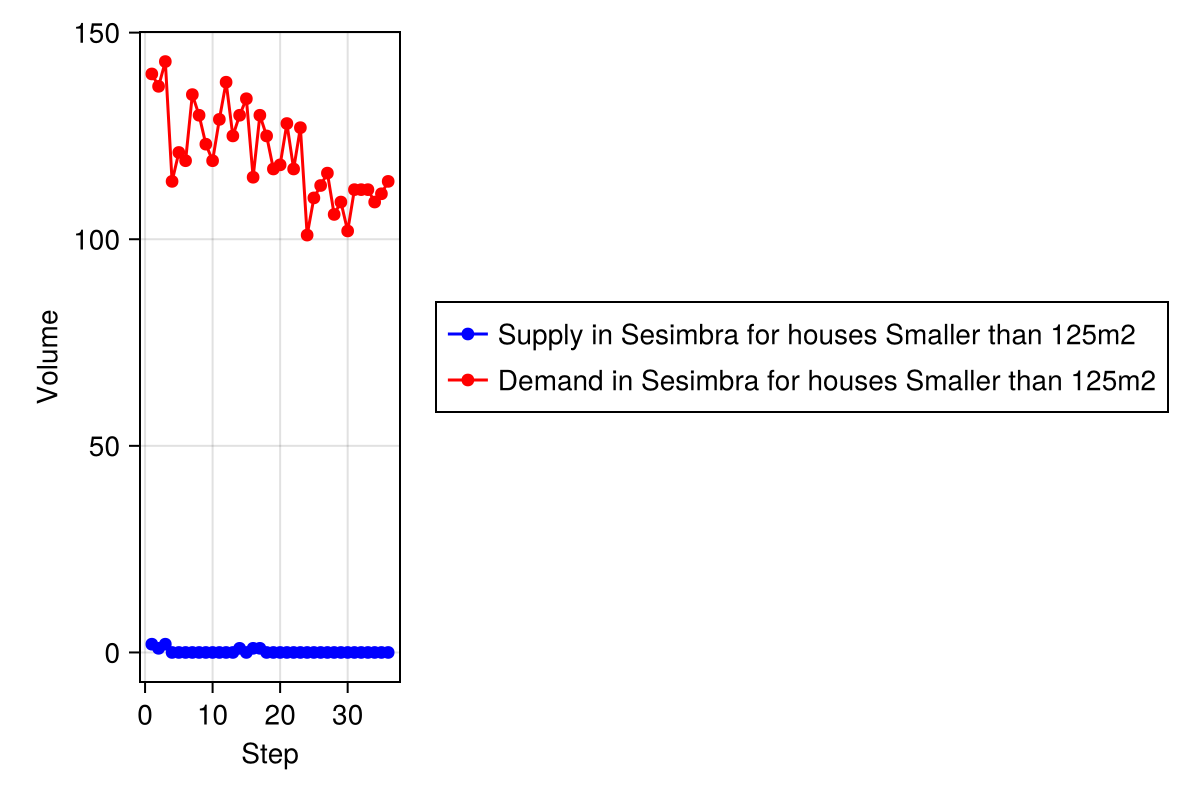 150
100
50
0
Volume
0 10 20 30
Step
Supply in Sesimbra for houses Smaller than 125m2
Demand in Sesimbra for houses Smaller than 125m2